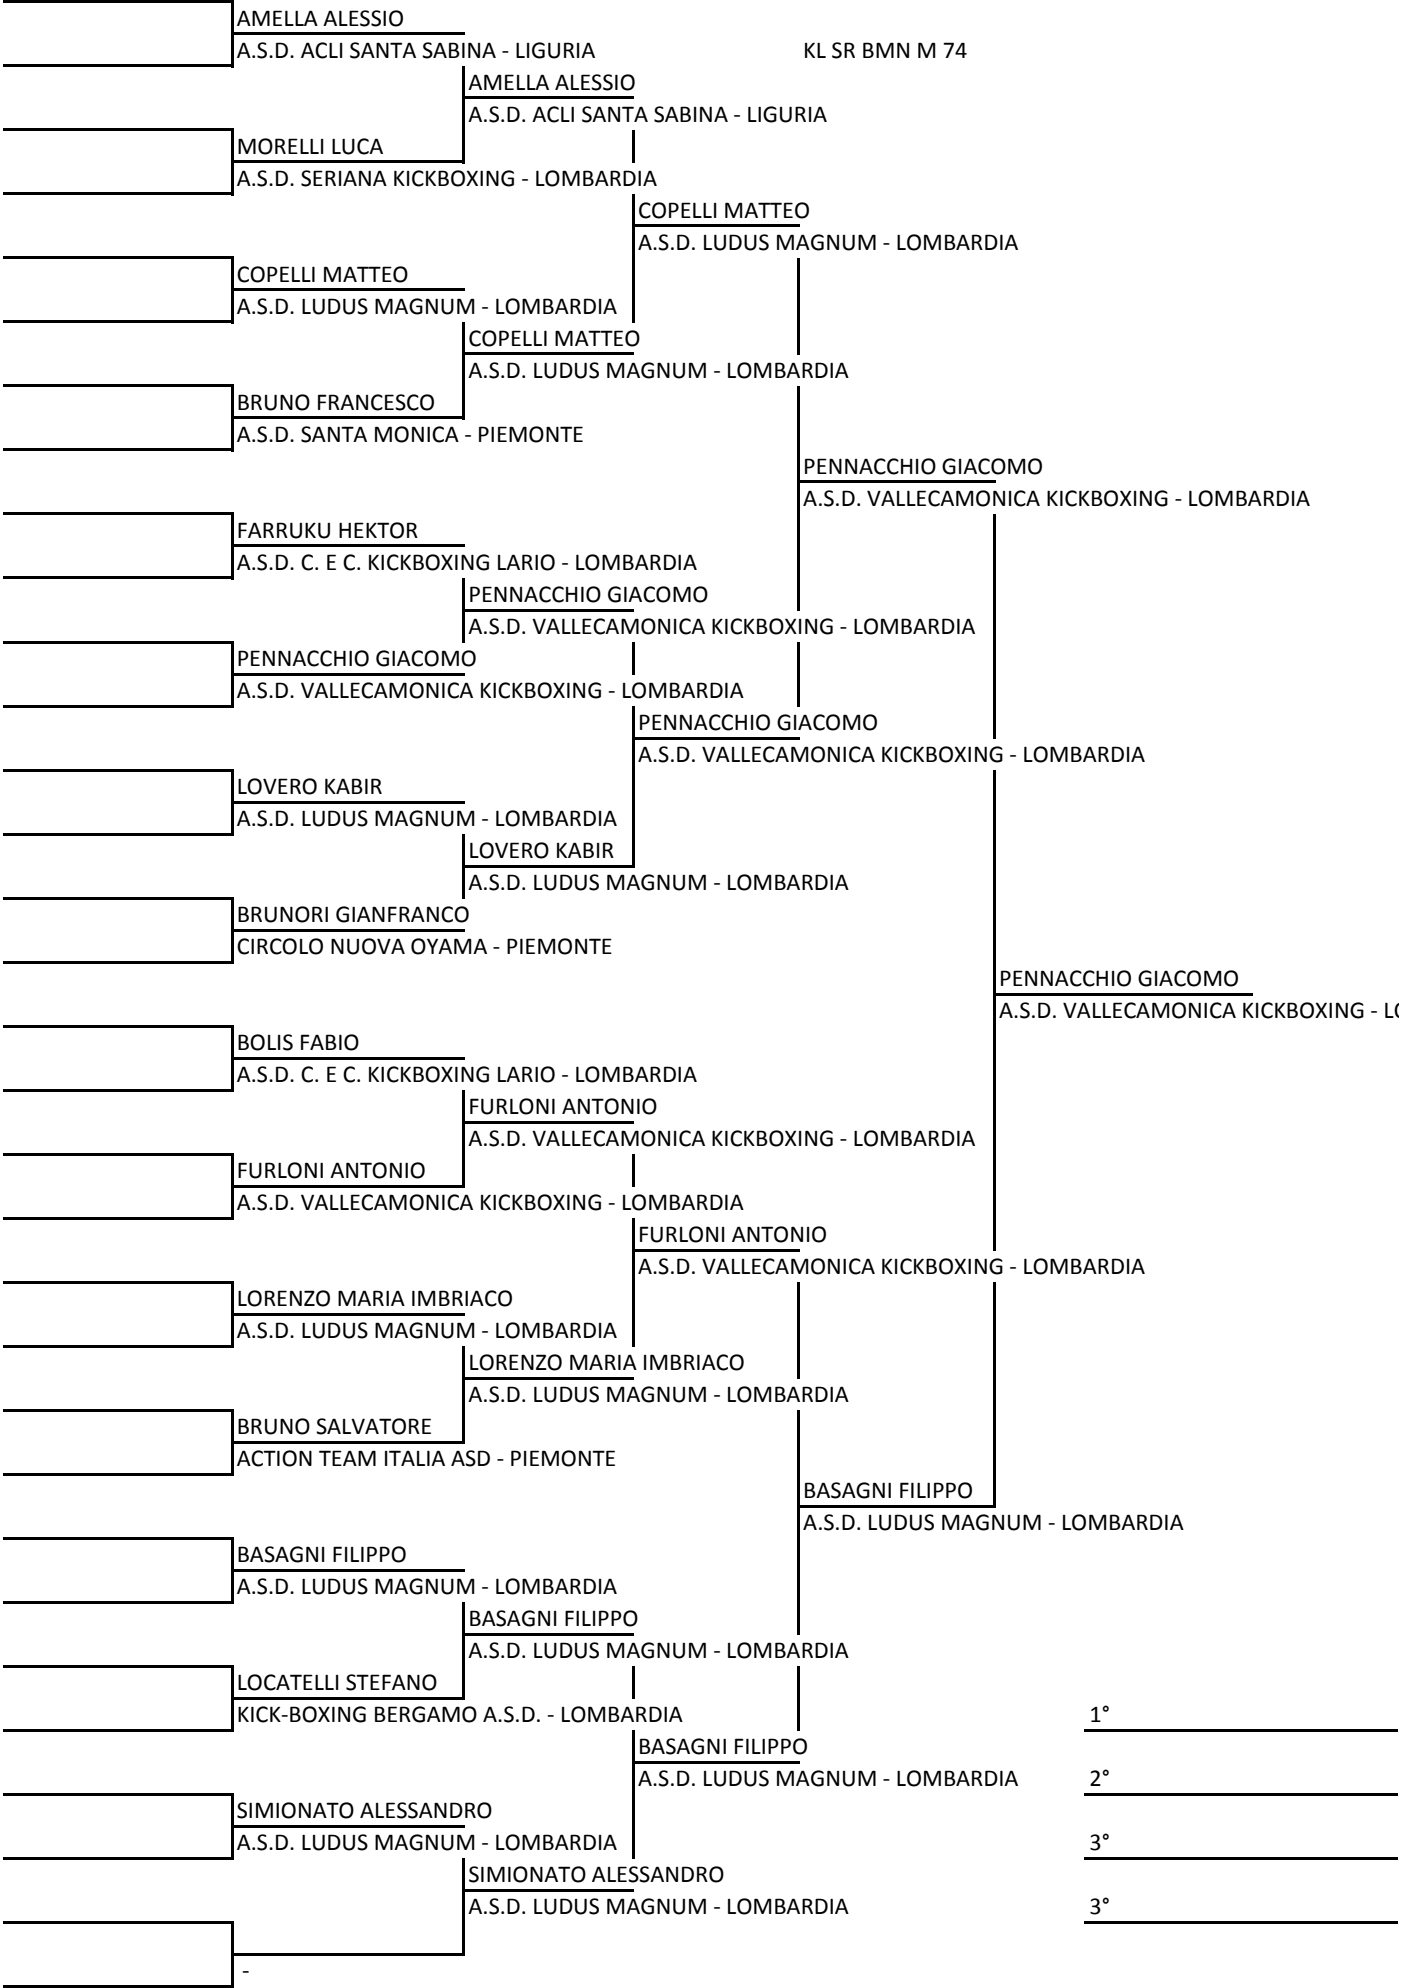 AMELLA ALESSIO
A.S.D. ACLI SANTA SABINA - LIGURIA
KL SR BMN M 74
AMELLA ALESSIO
A.S.D. ACLI SANTA SABINA - LIGURIA
MORELLI LUCA
A.S.D. SERIANA KICKBOXING - LOMBARDIA
COPELLI MATTEO
A.S.D. LUDUS MAGNUM - LOMBARDIA
COPELLI MATTEO
A.S.D. LUDUS MAGNUM - LOMBARDIA
COPELLI MATTEO
A.S.D. LUDUS MAGNUM - LOMBARDIA
BRUNO FRANCESCO
A.S.D. SANTA MONICA - PIEMONTE
PENNACCHIO GIACOMO
A.S.D. VALLECAMONICA KICKBOXING - LOMBARDIA
FARRUKU HEKTOR
A.S.D. C. E C. KICKBOXING LARIO - LOMBARDIA
PENNACCHIO GIACOMO
A.S.D. VALLECAMONICA KICKBOXING - LOMBARDIA
PENNACCHIO GIACOMO
A.S.D. VALLECAMONICA KICKBOXING - LOMBARDIA
PENNACCHIO GIACOMO
A.S.D. VALLECAMONICA KICKBOXING - LOMBARDIA
LOVERO KABIR
A.S.D. LUDUS MAGNUM - LOMBARDIA
LOVERO KABIR
A.S.D. LUDUS MAGNUM - LOMBARDIA
BRUNORI GIANFRANCO
CIRCOLO NUOVA OYAMA - PIEMONTE
PENNACCHIO GIACOMO
A.S.D. VALLECAMONICA KICKBOXING - 
BOLIS FABIO
A.S.D. C. E C. KICKBOXING LARIO - LOMBARDIA
FURLONI ANTONIO
A.S.D. VALLECAMONICA KICKBOXING - LOMBARDIA
FURLONI ANTONIO
A.S.D. VALLECAMONICA KICKBOXING - LOMBARDIA
FURLONI ANTONIO
A.S.D. VALLECAMONICA KICKBOXING - LOMBARDIA
LORENZO MARIA IMBRIACO
A.S.D. LUDUS MAGNUM - LOMBARDIA
LORENZO MARIA IMBRIACO
A.S.D. LUDUS MAGNUM - LOMBARDIA
BRUNO SALVATORE
ACTION TEAM ITALIA ASD - PIEMONTE
BASAGNI FILIPPO
A.S.D. LUDUS MAGNUM - LOMBARDIA
BASAGNI FILIPPO
A.S.D. LUDUS MAGNUM - LOMBARDIA
BASAGNI FILIPPO
A.S.D. LUDUS MAGNUM - LOMBARDIA
LOCATELLI STEFANO
KICK-BOXING BERGAMO A.S.D. - LOMBARDIA
1°
BASAGNI FILIPPO
A.S.D. LUDUS MAGNUM - LOMBARDIA
2°
SIMIONATO ALESSANDRO
A.S.D. LUDUS MAGNUM - LOMBARDIA
3°
SIMIONATO ALESSANDRO
A.S.D. LUDUS MAGNUM - LOMBARDIA
3°
-